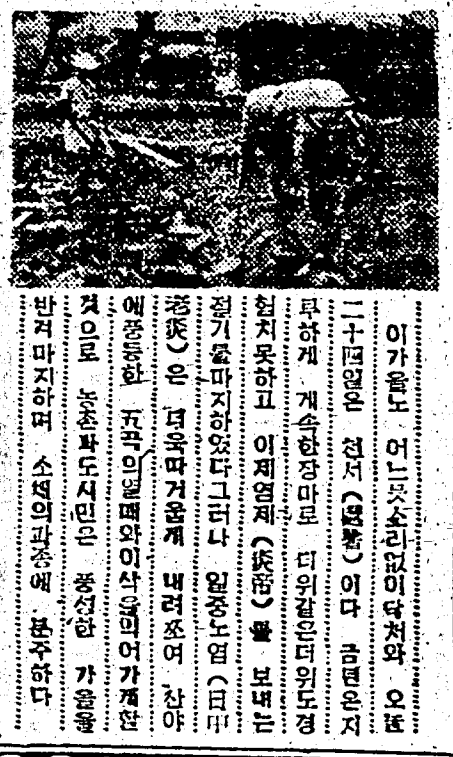 이가을도 어느듯소리없이닥처와 오는
二十四일은 천서(處暑)이다 금년은지
루하게 게속한장마로 더위같은더위도경
험치못하고 이제염제(炎帝)를 보내는
절기를마지하였다그러나 일중노염(日中
老炎)은 더욱따거웁게 내려쪼여 산야
에풍등한 五곡의열매와이삭을 가게한
것으로 농촌과도시민은 풍성한 가을을
반겨마지하며 소채의파종에 분주하다